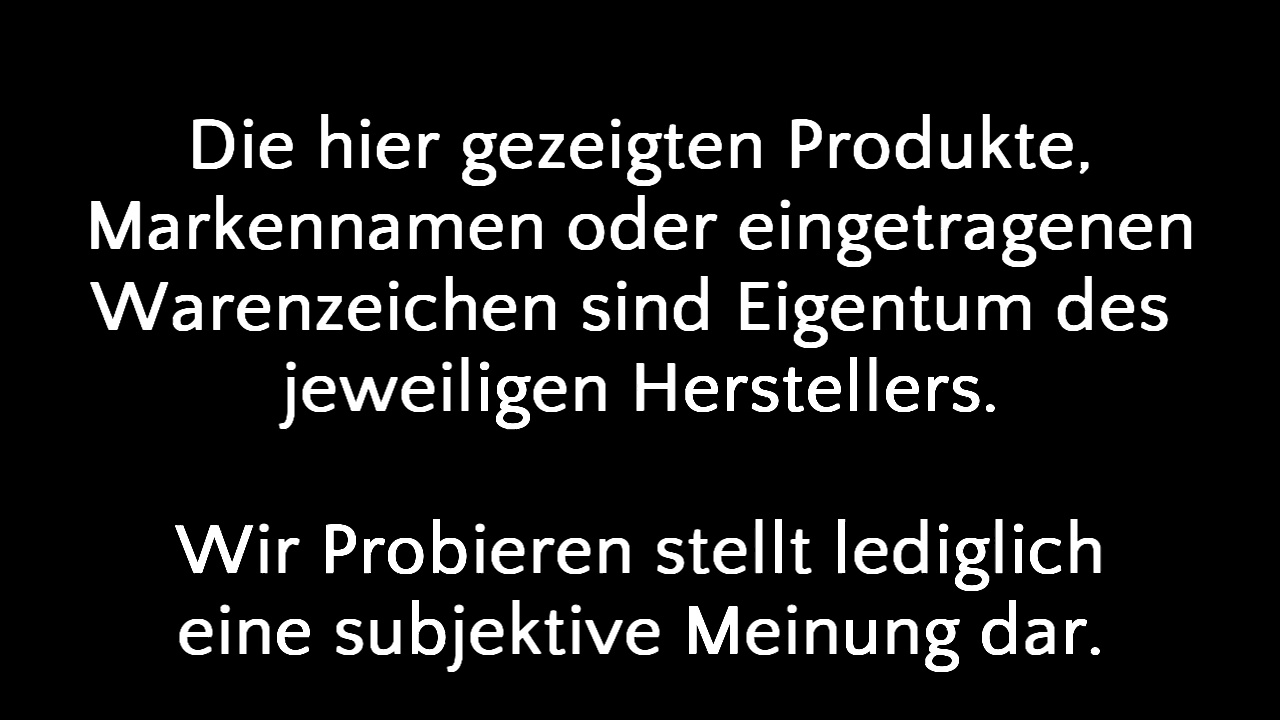 Die hier gezeigten Produkte,
Markennamen oder eingetragenen
Warenzeichen sind Eigentum des
jeweiligen Herstellers.
Wir Probieren stellt lediglich
eine subjektive Meinung dar.